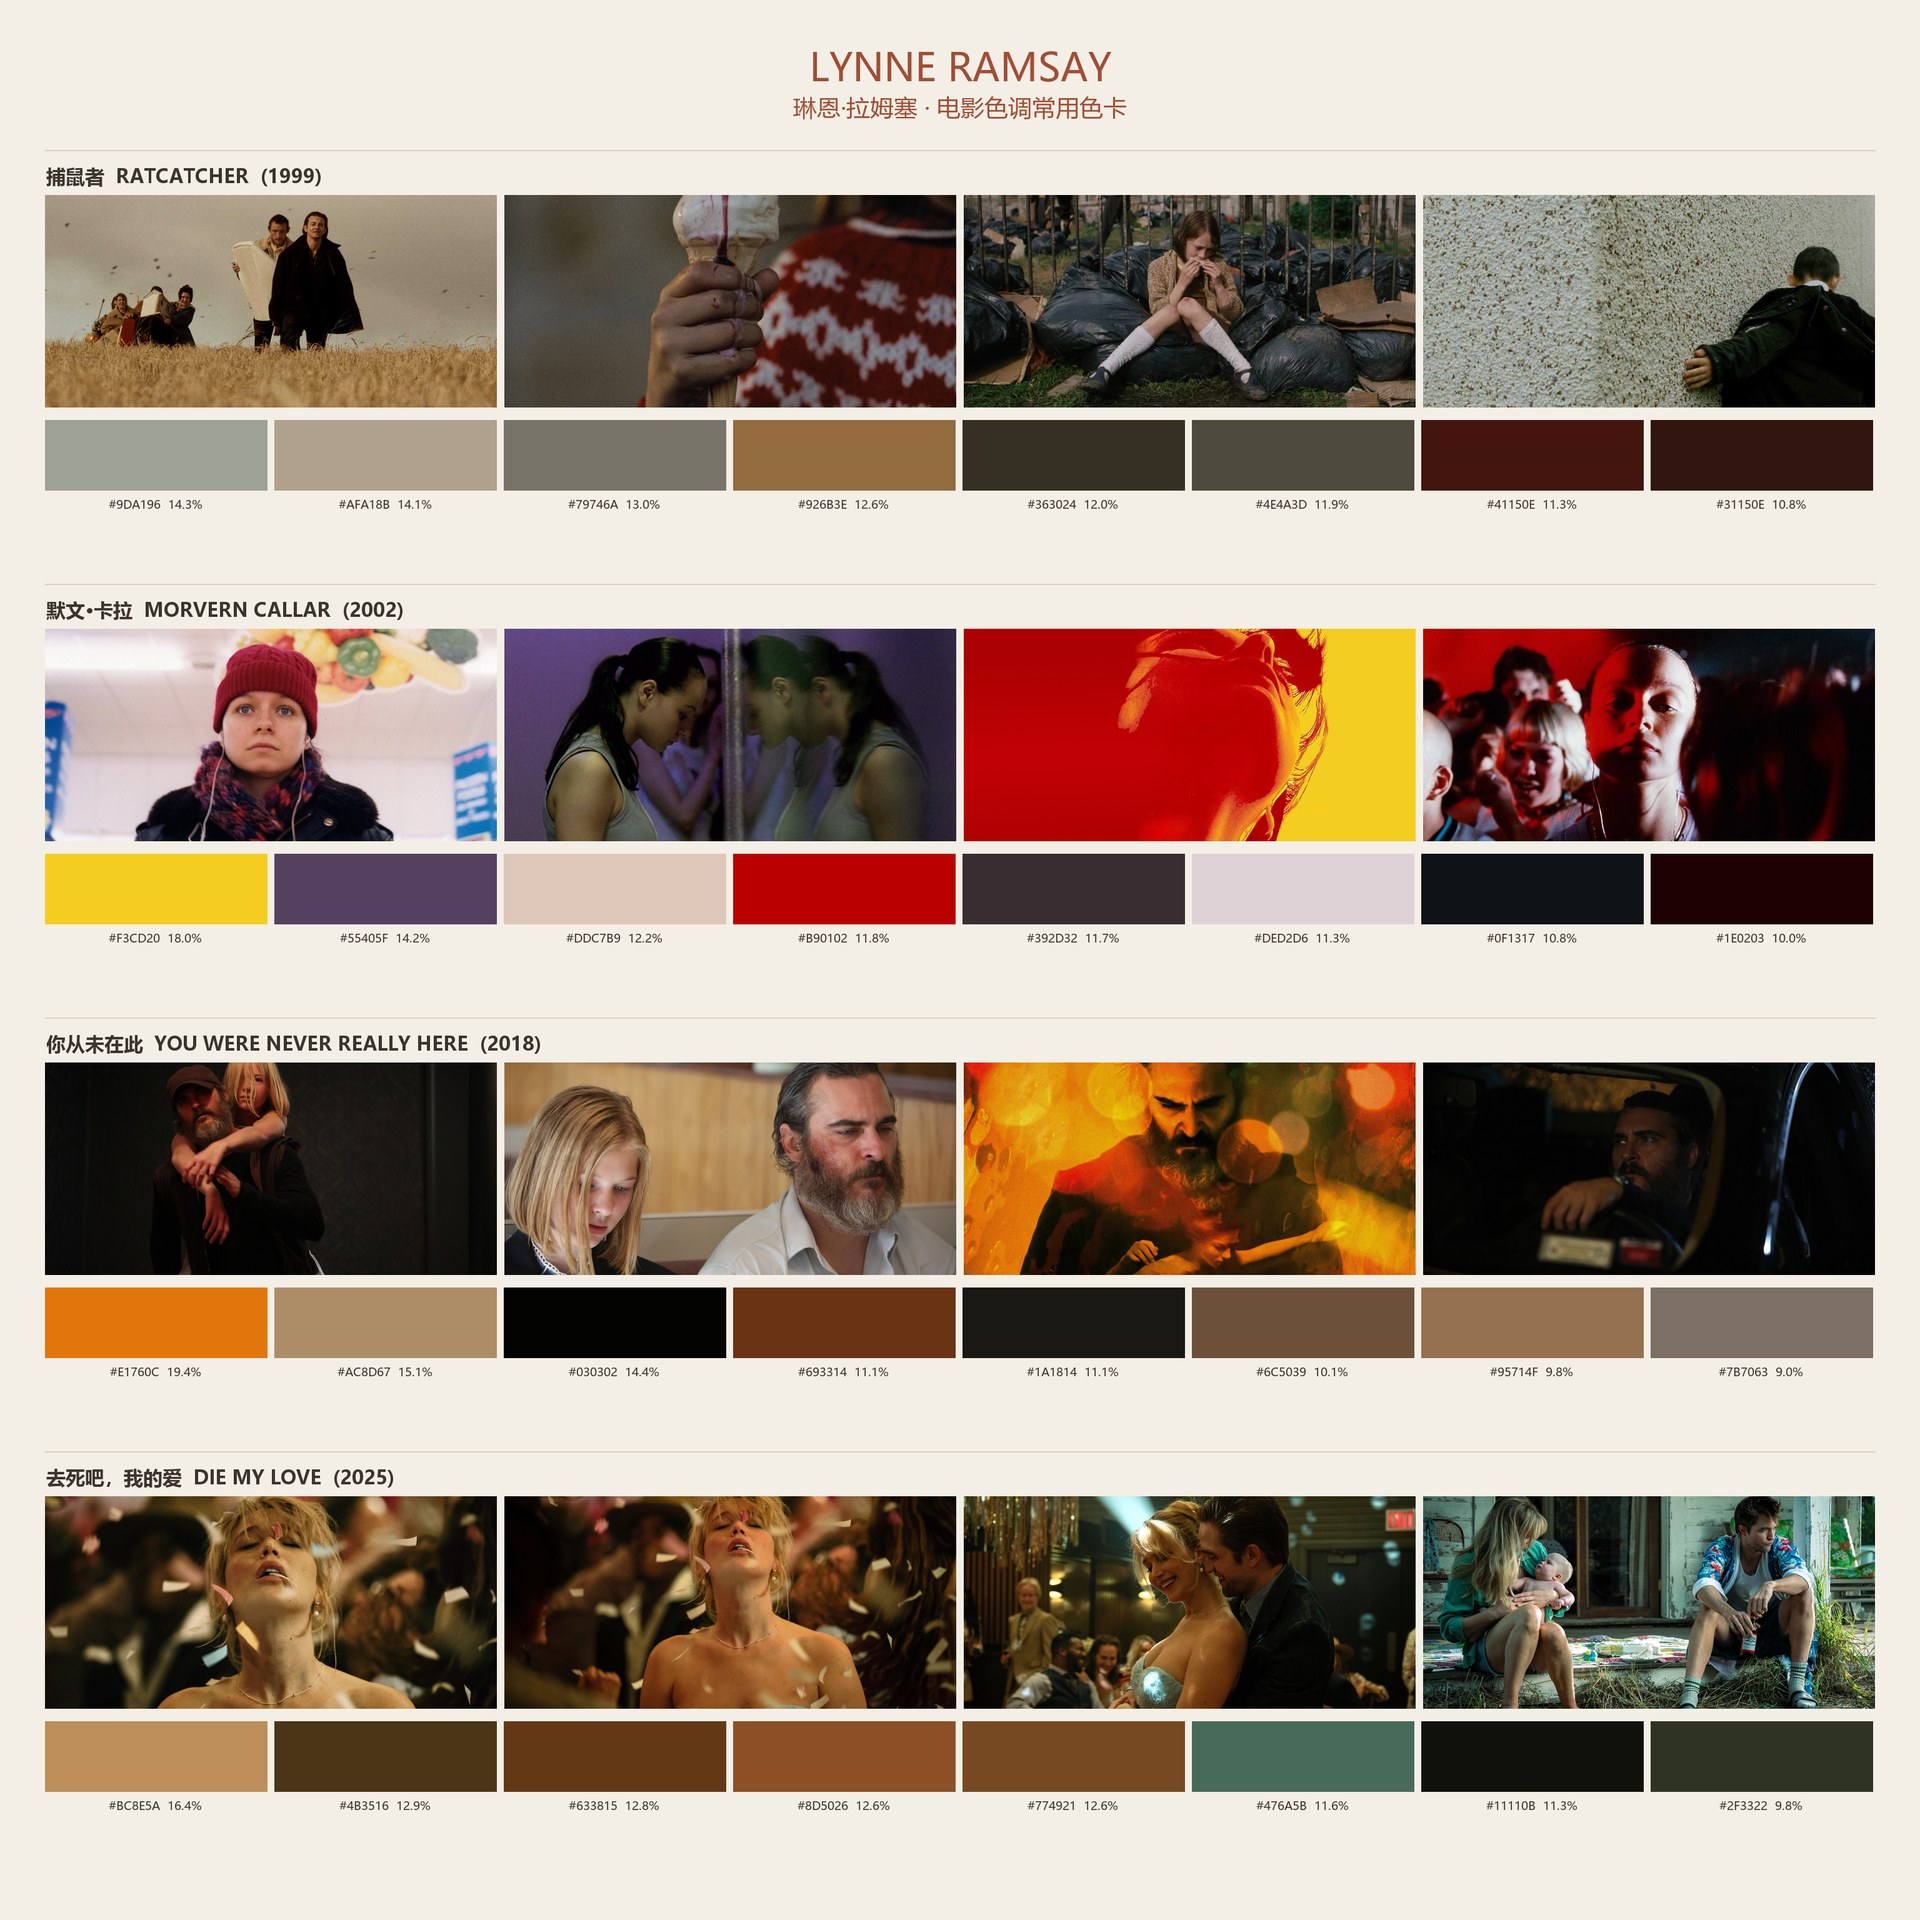 LYNNE RAMSAY
琳恩·拉姆塞 · 电影色调常用色卡
捕鼠者 RATCATCHER (1999)
#9DA196 14.3%
#AFA18B 14.1%
#79746A 13.0%
#926B3E 12.6%
#363024 12.0%
#4E4A3D 11.9%
#41150E 11.3%
#31150E 10.8%
默文•卡拉 MORVERN CALLAR (2002)
#F3CD20 18.0%
#55405F 14.2%
#DDC7B9 12.2%
#B90102 11.8%
#392D32 11.7%
#DED2D6 11.3%
#0F1317 10.8%
#1E0203 10.0%
你从未在此 YOU WERE NEVER REALLY HERE (2018)
#E1760C 19.4%
#AC8D67 15.1%
#030302 14.4%
#693314 11.1%
#1A1814 11.1%
#6C5039 10.1%
#95714F 9.8%
#7B7063 9.0%
去死吧，我的爱 DIE MY LOVE (2025)
#BC8E5A 16.4%
#4B3516 12.9%
#633815 12.8%
#8D5026 12.6%
#774921 12.6%
#476A5B 11.6%
#11110B 11.3%
#2F3322 9.8%